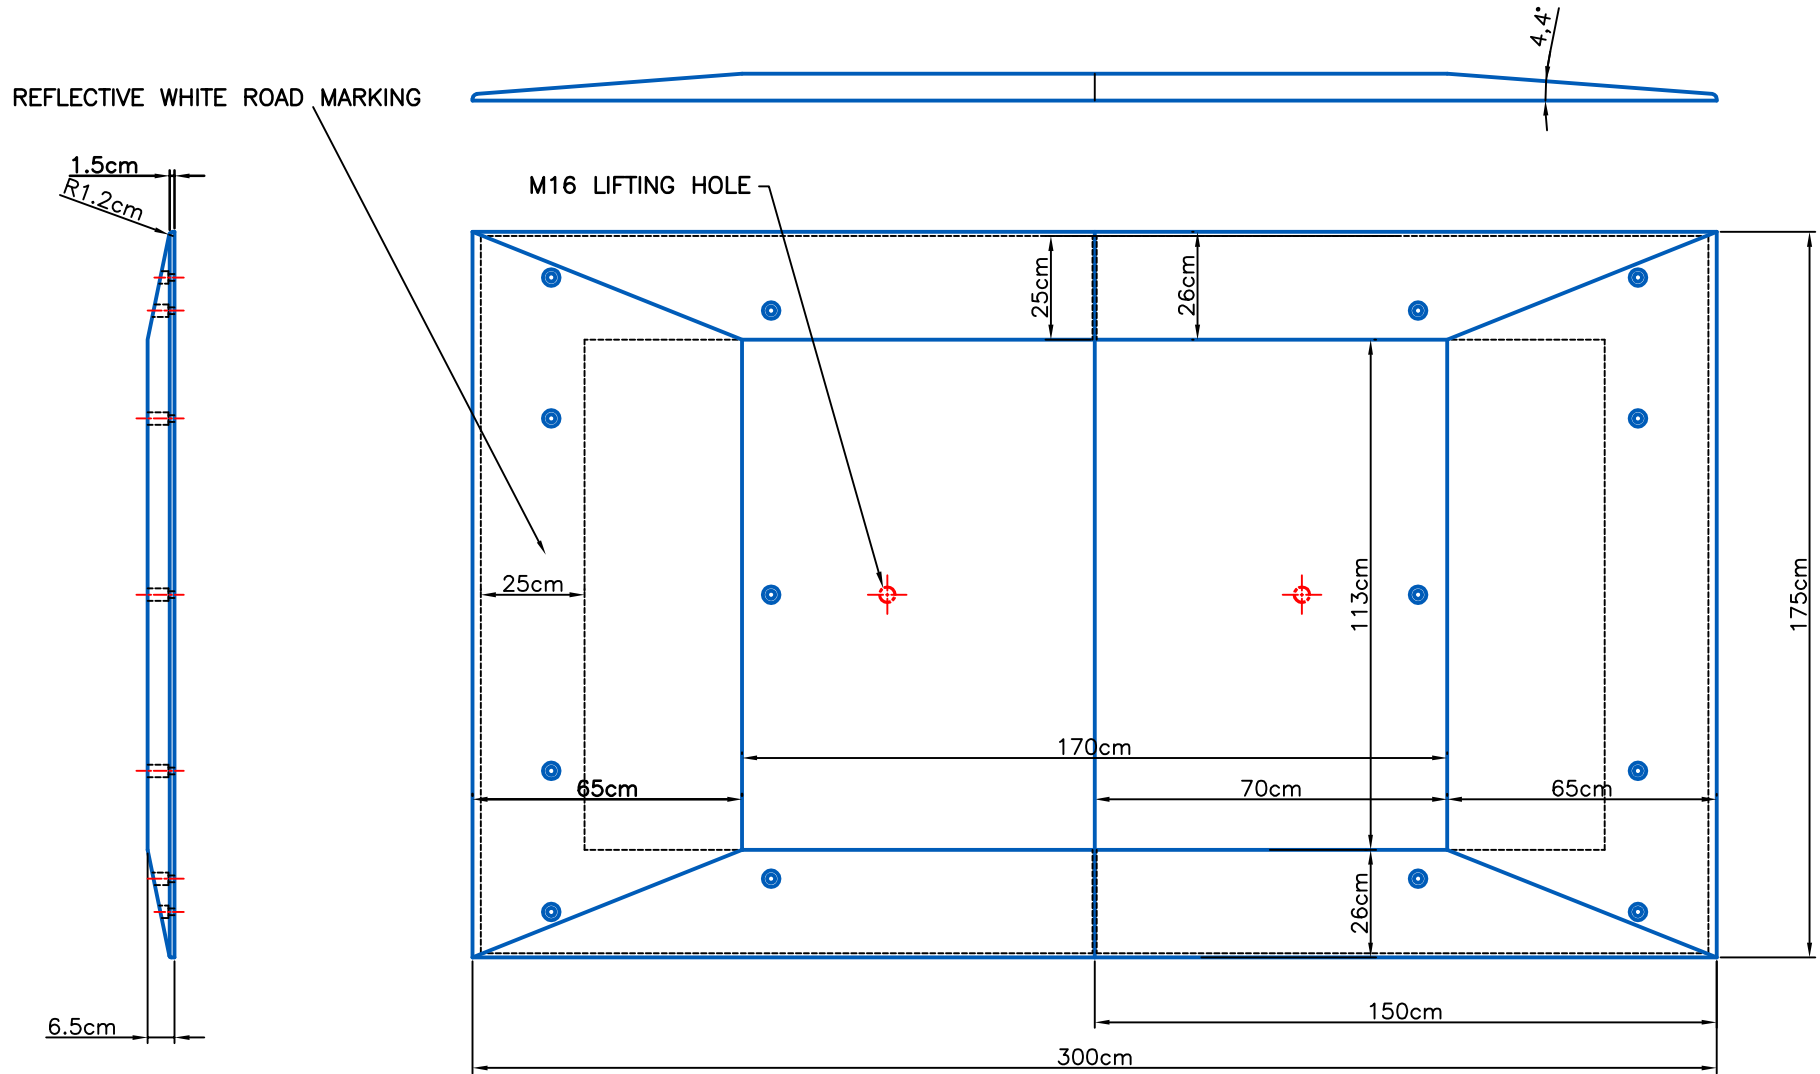 4,4°
REFLECTIVE WHITE ROAD MARKING
1.5cm
R1.2cm
M16 LIFTING HOLE
25cm
26cm
25cm
113cm
175cm
170cm
65cm
70cm
65cm
26cm
6.5cm
150cm
300cm